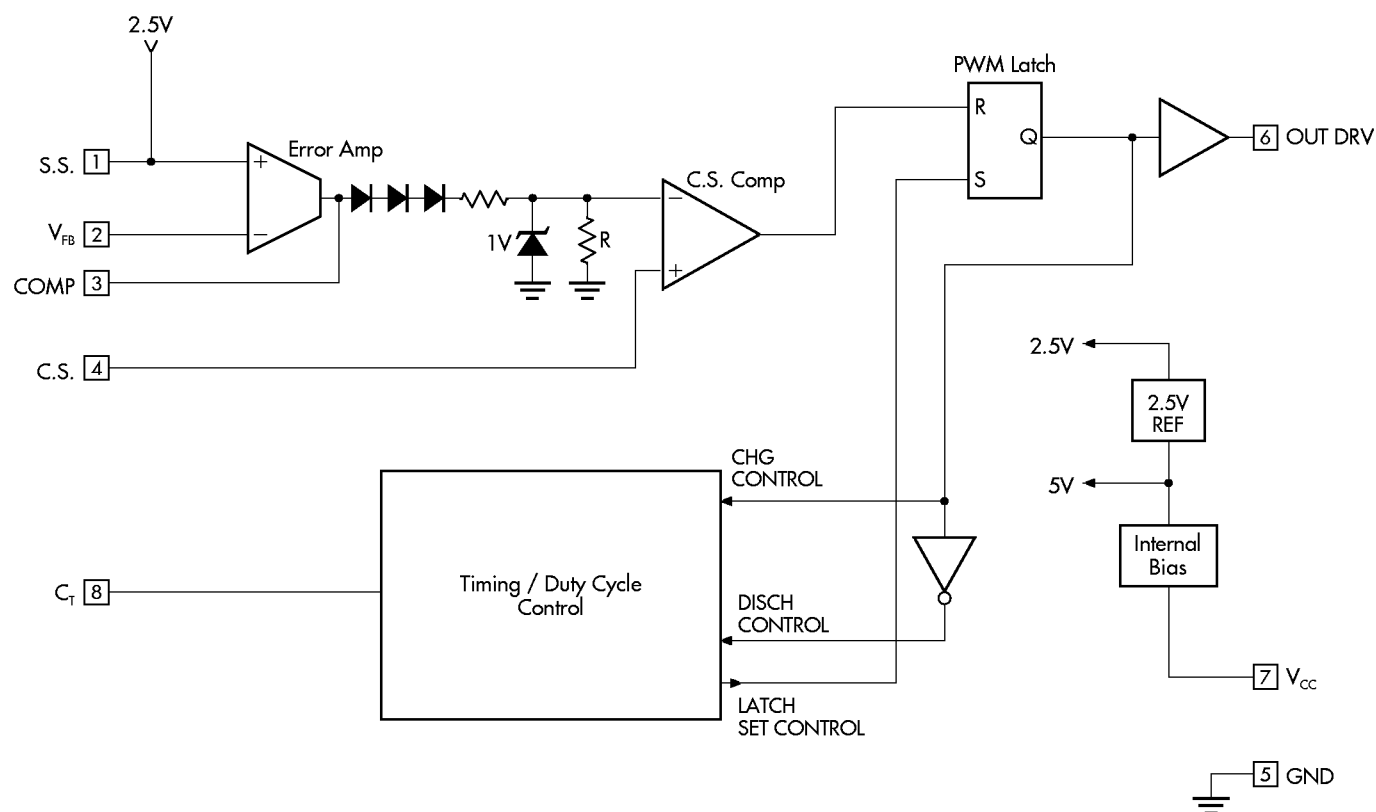 2.5V
PWM Latch
R
Q
S
6 OUT DRV
Error Amp
S.S. 1
+
V_FB 2
−
COMP 3
C.S. Comp
−
+
1V
R
C.S. 4
2.5V
2.5V
REF
5V
Internal
Bias
7 V_CC
5 GND
CHG
CONTROL
C_T 8
Timing / Duty Cycle
Control
DISCH
CONTROL
LATCH
SET CONTROL